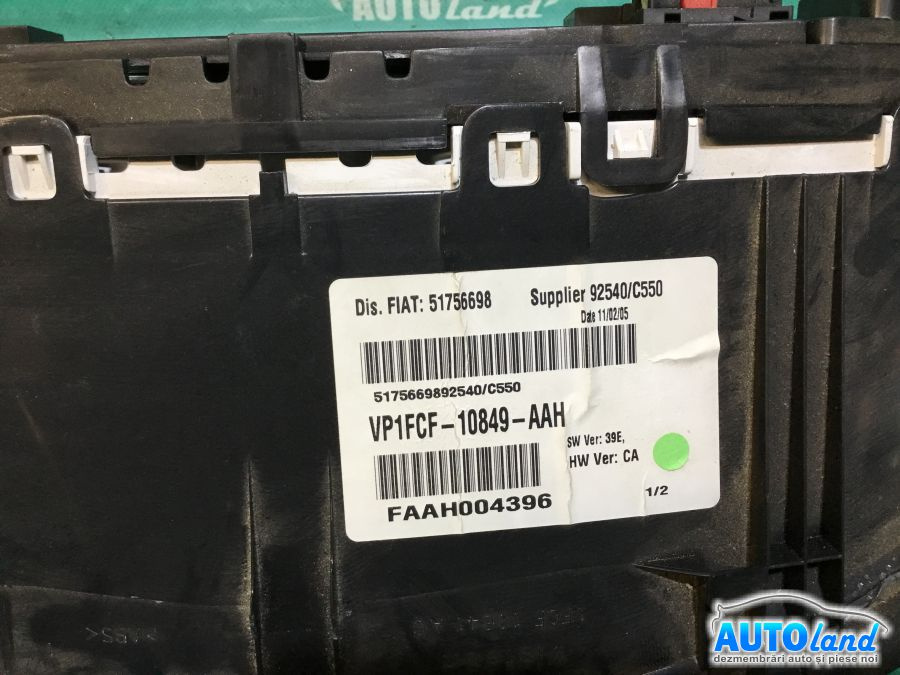 AUTOland
Dis. FIAT: 51756698 Supplier 92540/C550
Date 11/02/05
5175669892540/C550
VP1FCF-10849-AAH
SW Ver: 39E,
HW Ver: CA
FAAH004396
1/2
AUTOland
dezmembrări auto și piese noi